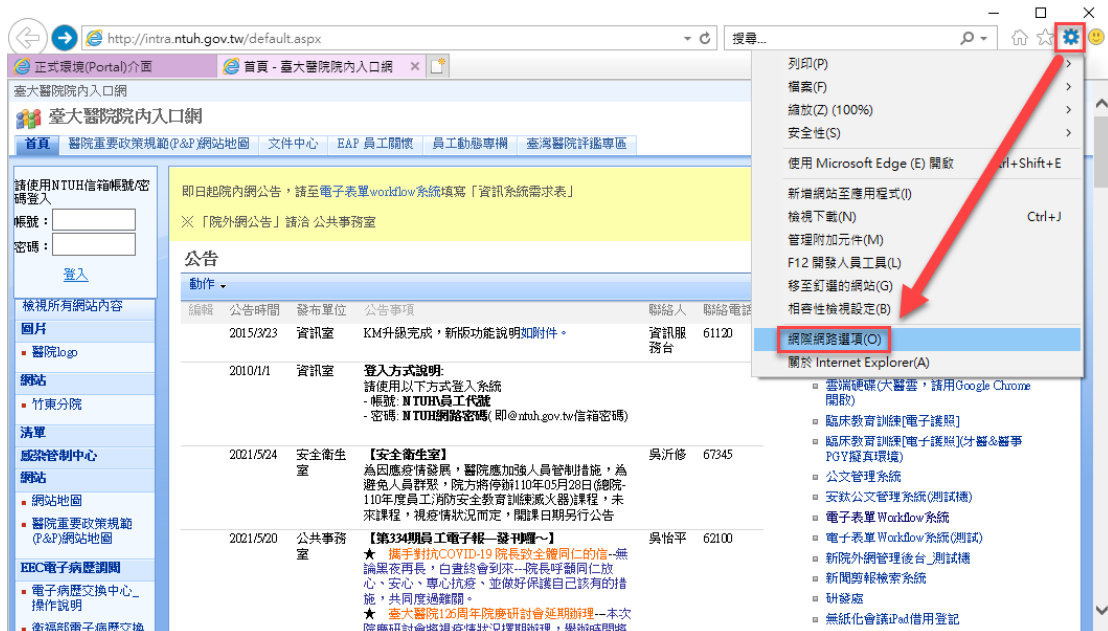 http://intra.ntuh.gov.tw/default.aspx
搜尋...
正式環境(Portal)介面
首頁 - 臺大醫院院內入口網
臺大醫院院內入口網
臺大醫院院內入口網
首頁 醫院重要政策規範(P&P)網站地圖 文件中心 EAP 員工關懷 員工動態專欄 臺灣醫院評鑑專區
請使用NTUH信箱帳號/密
碼登入
帳號：
密碼：
登入
檢視所有網站內容
圖片
醫院logo
網站
竹東分院
清單
感染管制中心
網站
網站地圖
醫院重要政策規範
(P&P)網站地圖
EEC電子病歷調閱
電子病歷交換中心_
操作說明
衛福部電子病歷交換
即日起院內網公告，請至電子表單workflow系統填寫「資訊系統需求表」
※「院外網公告」請洽 公共事務室
公告
動作
編輯 公告時間 發布單位 公告事項 聯絡人 聯絡電話
2015/3/23 資訊室 KM升級完成，新版功能說明如附件。 資訊服
務台 61120
2010/1/1 資訊室 登入方式說明:
請使用以下方式登入系統
- 帳號: NTUH\員工代號
- 密碼: NTUH網路密碼( 即@ntuh.gov.tw信箱密碼)
2021/5/24 安全衛生
室 【安全衛生室】 吳沂修 67345
為因應疫情發展，醫院應加強人員管制措施，為
避免人員群聚，院方將停辦110年05月28日(總院-
110年度員工消防安全教育訓練滅火器)課程，未
來課程，視疫情狀況而定，開課日期另行公告
2021/5/20 公共事務
室 【第334期員工電子報—發刊囉～】 吳怡平 62100
★ 攜手對抗COVID-19 院長致全體同仁的信--無
論黑夜再長，白晝終會到來---院長呼籲同仁放
心、安心、專心抗疫、並做好保護自己該有的措
施，共同度過難關。
★ 臺大醫院126周年院慶研討會延期辦理---本次
院慶研討會將視疫情狀況擇期辦理，舉辦時間將
列印(P)
檔案(F)
縮放(Z) (100%)
安全性(S)
使用 Microsoft Edge (E) 開啟 rl+Shift+E
新增網站至應用程式(I)
檢視下載(N) Ctrl+J
管理附加元件(M)
F12 開發人員工具(L)
移至釘選的網站(G)
相容性檢視設定(B)
網際網路選項(O)
關於 Internet Explorer(A)
雲端硬碟(大醫雲，請用Google Chrome
開啟)
臨床教育訓練[電子護照]
臨床教育訓練[電子護照](牙醫&醫事
PGY擬真環境)
公文管理系統
安欽公文管理系統(測試機)
電子表單Workflow系統
電子表單Workflow系統(測試)
新院外網管理後台_測試機
新聞剪報檢索系統
研發處
無紙化會議iPad借用登記